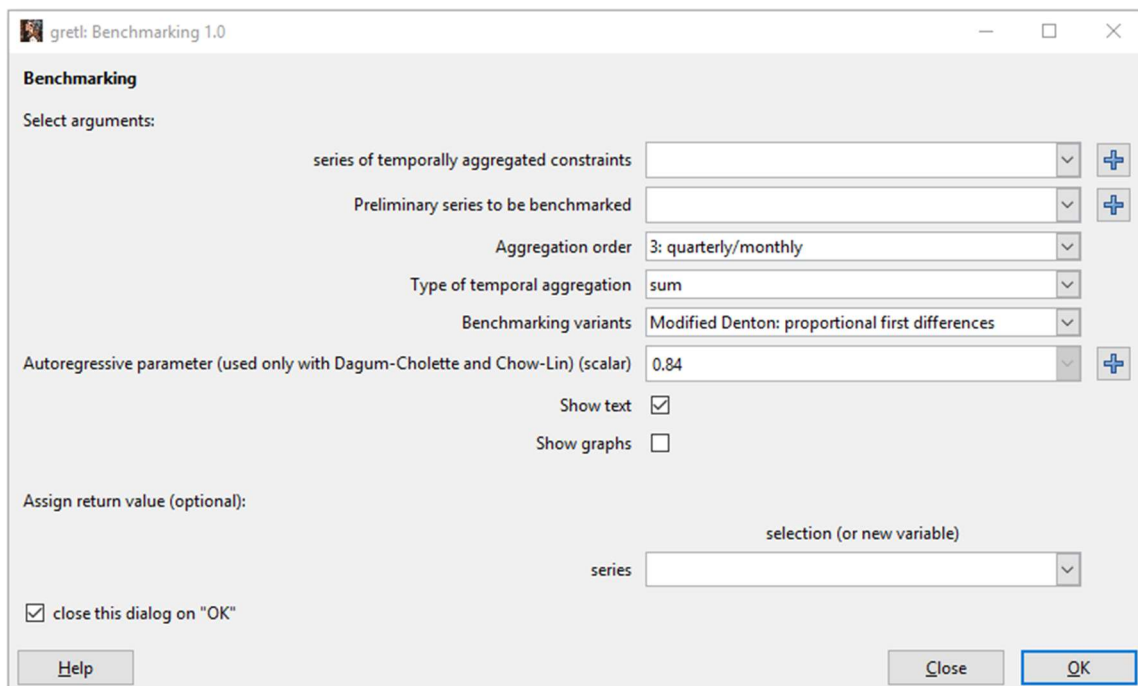 gretl: Benchmarking 1.0
Benchmarking
Select arguments:
series of temporally aggregated constraints
Preliminary series to be benchmarked
Aggregation order 3: quarterly/monthly
Type of temporal aggregation sum
Benchmarking variants Modified Denton: proportional first differences
Autoregressive parameter (used only with Dagum-Cholette and Chow-Lin) (scalar) 0.84
Show text
Show graphs
Assign return value (optional):
selection (or new variable)
series
close this dialog on "OK"
Help Close OK